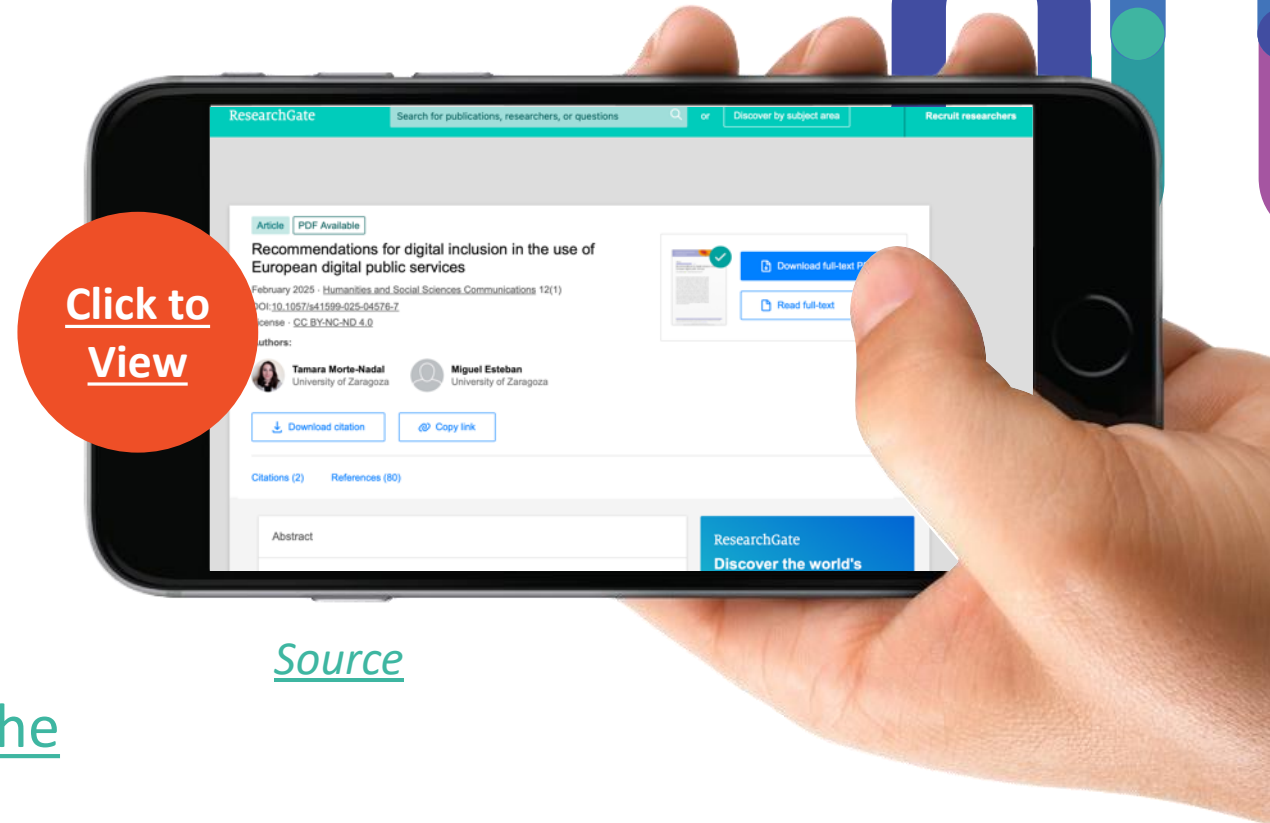 ResearchGate
Search for publications, researchers, or questions
or
Discover by subject area
Recruit researchers
Article
PDF Available
Recommendations for digital inclusion in the use of
European digital public services
February 2025 · Humanities and Social Sciences Communications 12(1)
DOI:10.1057/s41599-025-04576-7
icense · CC BY-NC-ND 4.0
uthors:
Tamara Morte-Nadal
University of Zaragoza
Miguel Esteban
University of Zaragoza
Download full-text P
Read full-text
Download citation
Copy link
Citations (2)
References (80)
Abstract
ResearchGate
Discover the world's
Click to
View
Source
he